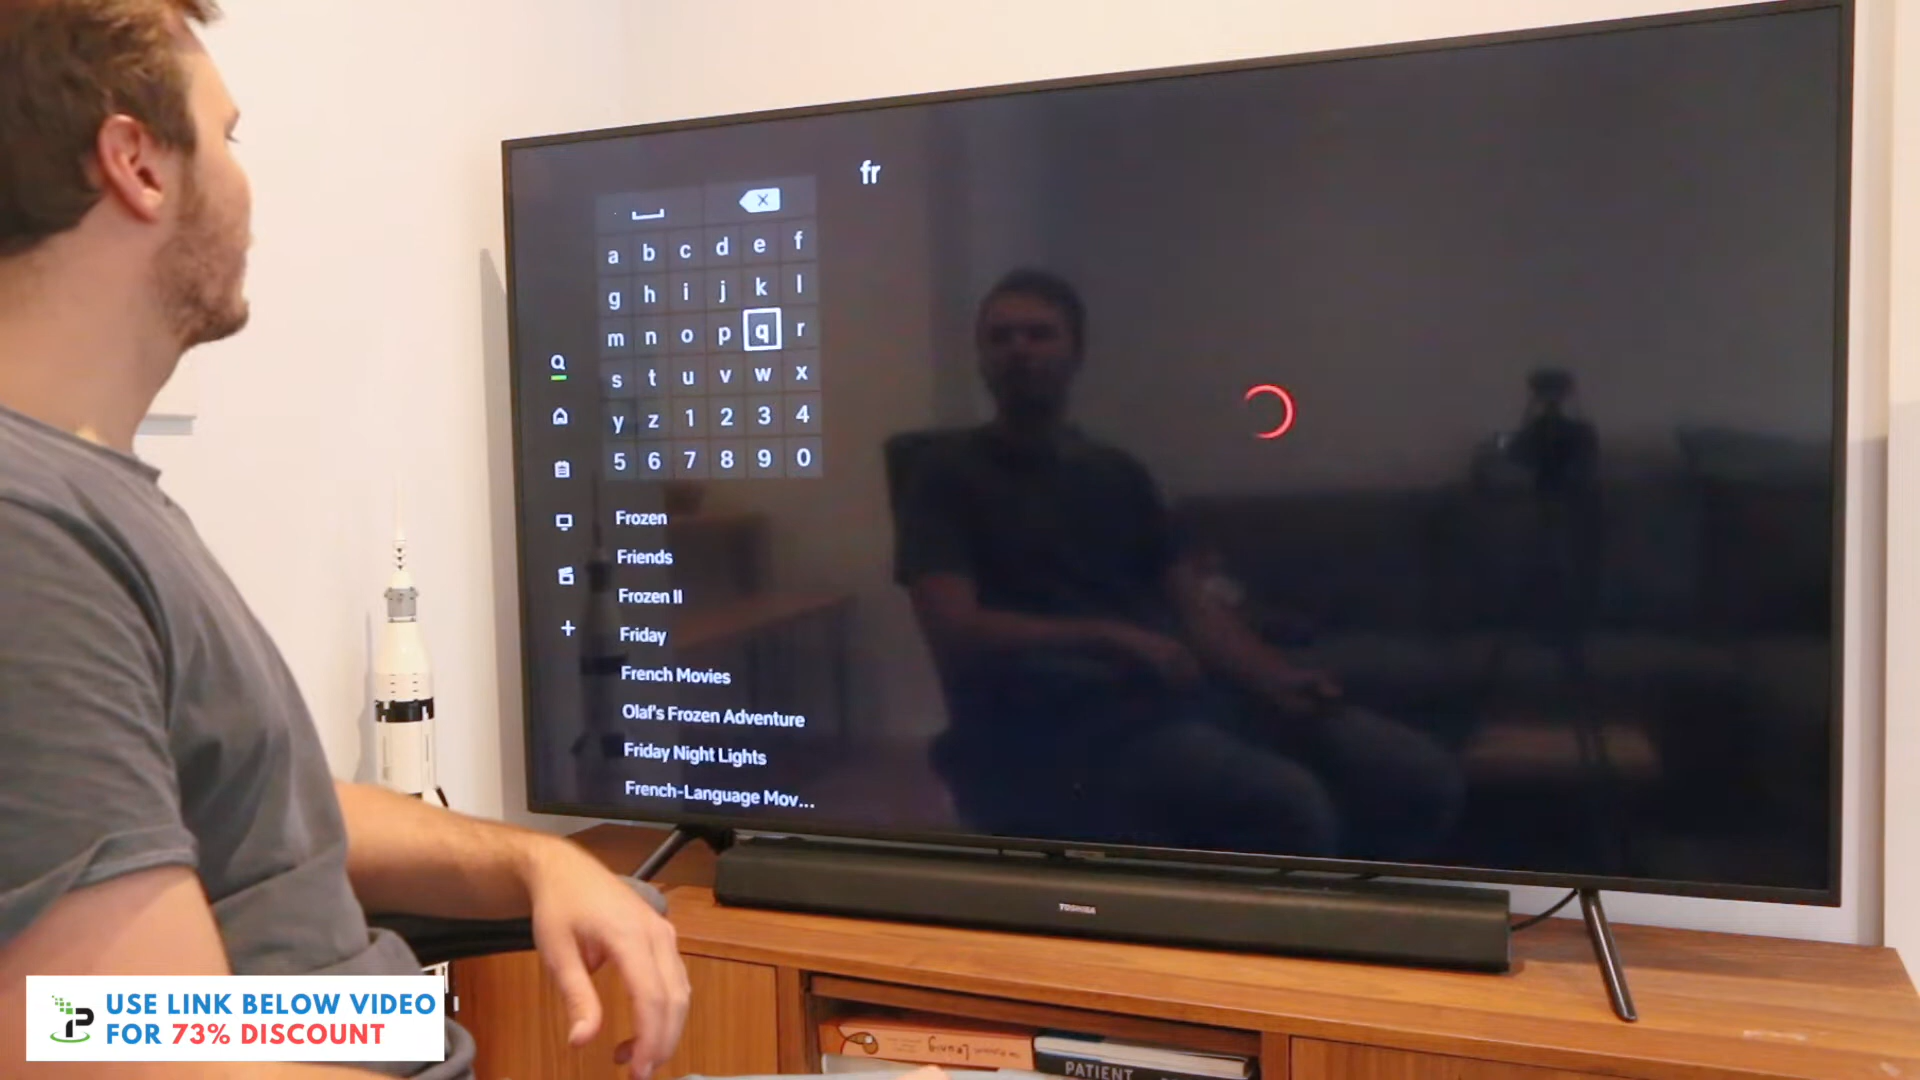 fr
a b c d e f
g h i j k l
m n o p q r
s t u v w x
y z 1 2 3 4
5 6 7 8 9 0
Frozen
Friends
Frozen II
Friday
French Movies
Olaf's Frozen Adventure
Friday Night Lights
French-Language Mov...
TOSHIBA
PATIENT
USE LINK BELOW VIDEO
FOR 73% DISCOUNT